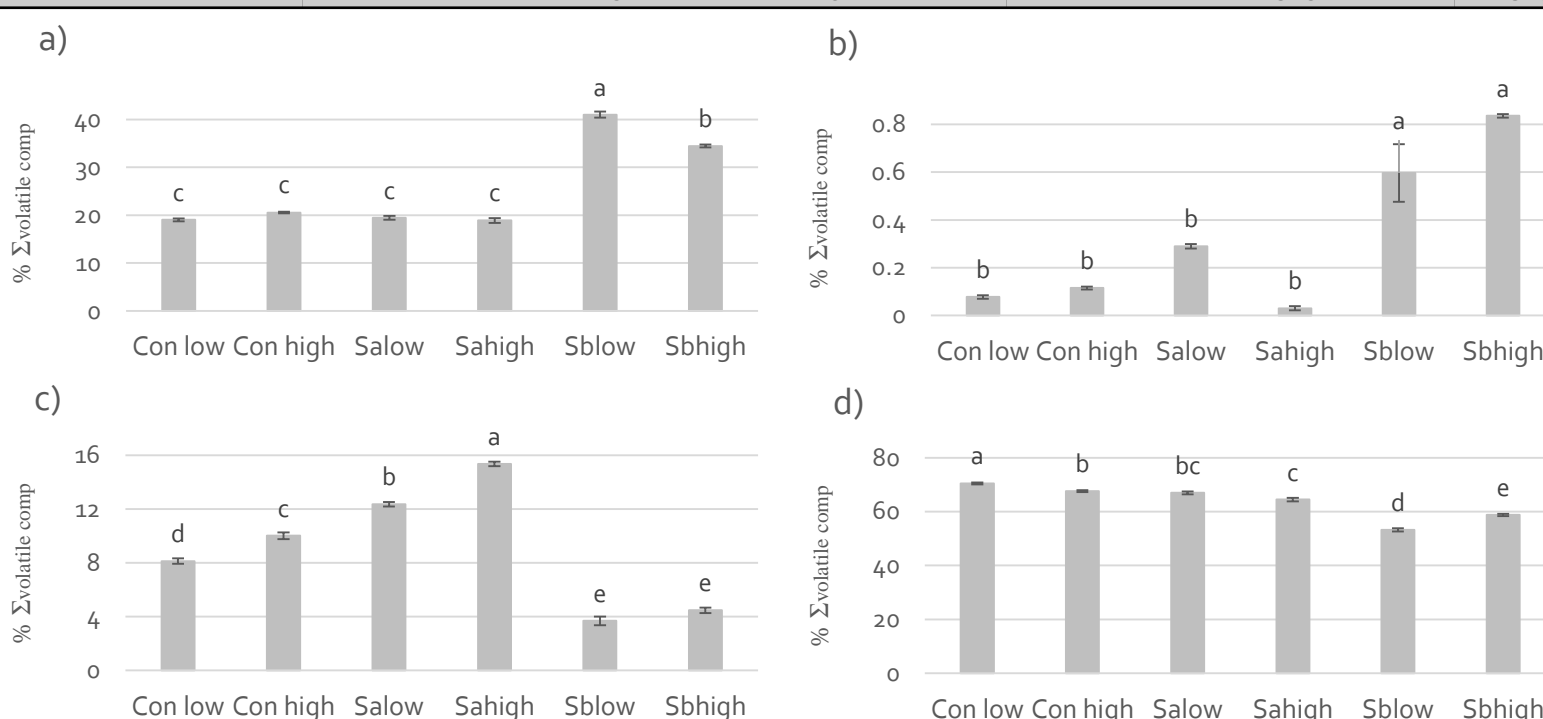 a)
% Σvolatile comp
40
30
20
10
0
c
c
c
c
a
b
Con low Con high Salow Sahigh Sblow Sbhigh
b)
% Σvolatile comp
0.8
0.6
0.4
0.2
0
b
b
b
b
a
a
Con low Con high Salow Sahigh Sblow Sbhigh
c)
% Σvolatile comp
16
12
8
4
0
d
c
b
a
e
e
Con low Con high Salow Sahigh Sblow Sbhigh
d)
% Σvolatile comp
80
60
40
20
0
a
b
bc
c
d
e
Con low Con high Salow Sahigh Sblow Sbhigh